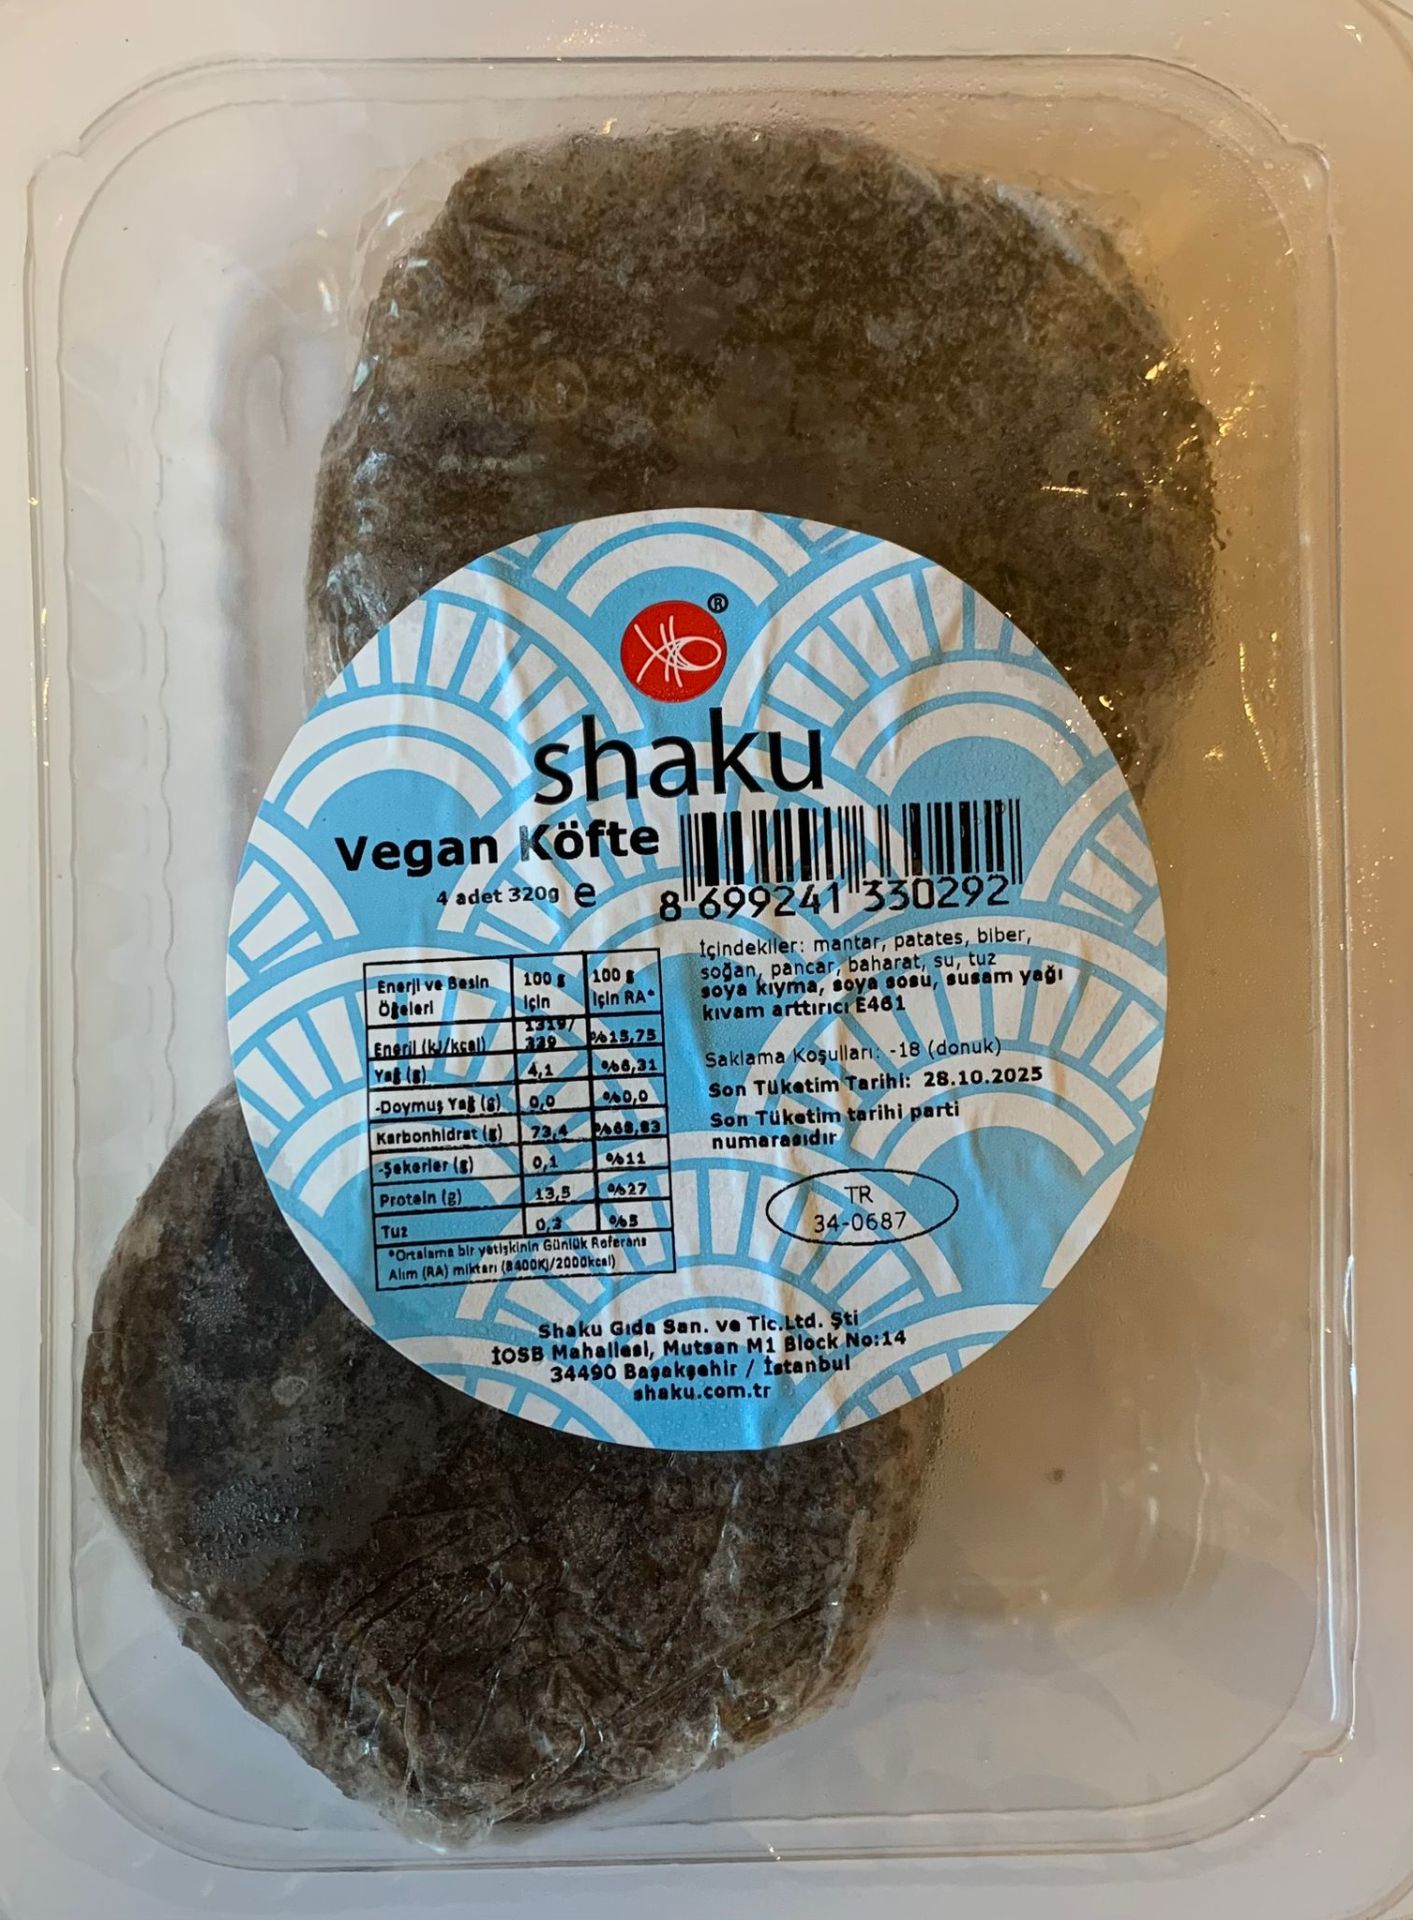 ®
shaku
Vegan Köfte
4 adet 320g e
8 699241 330292
İçindekiler: mantar, patates, biber,
soğan, pancar, baharat, su, tuz
soya kıyma, soya sosu, susam yağı
kıvam arttırıcı E461
Saklama Koşulları: -18 (donuk)
Son Tüketim Tarihi: 28.10.2025
Son Tüketim tarihi parti
numarasıdır
TR
34-0687
Enerji ve Besin Öğeleri 100 g İçin 100 g İçin RA*
Enerji (kJ/kcal) 1319/329 %15,75
Yağ (g) 4,1 %6,31
-Doymuş Yağ (g) 0,0 %0,0
Karbonhidrat (g) 73,4 %68,83
-Şekerler (g) 0,1 %11
Protein (g) 13,5 %27
Tuz %5
*Ortalama bir yetişkinin Günlük Referans
Alım (RA) miktarı (8400KJ/2000kcal)
Shaku Gıda San. ve Tic.Ltd. Şti
İOSB Mahallesi, Mutsan M1 Block No:14
34490 Başakşehir / İstanbul
shaku.com.tr